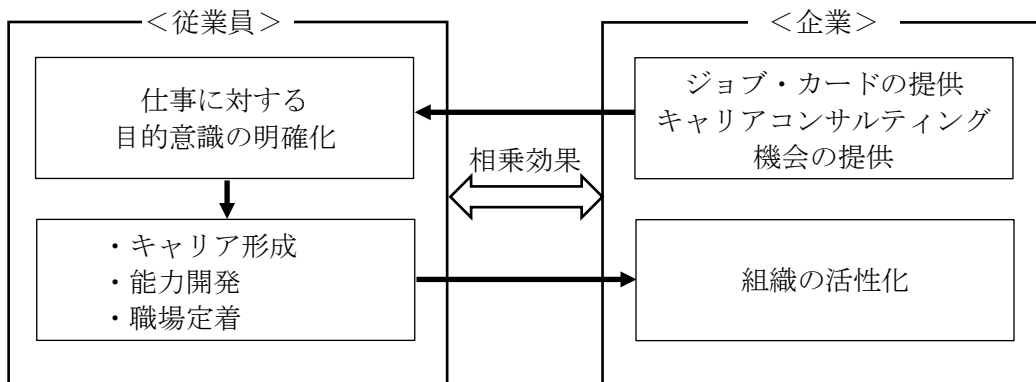 ＜従業員＞
仕事に対する
目的意識の明確化
・キャリア形成
・能力開発
・職場定着
相乗効果
＜企業＞
ジョブ・カードの提供
キャリアコンサルティング
機会の提供
組織の活性化